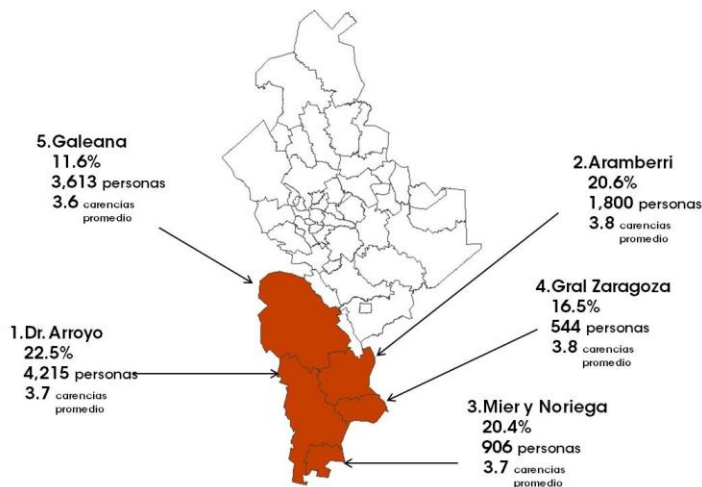 5.Galeana
11.6%
3,613 personas
3.6 carencias
promedio
2.Aramberri
20.6%
1,800 personas
3.8 carencias
promedio
4.Gral Zaragoza
16.5%
544 personas
3.8 carencias
promedio
1.Dr. Arroyo
22.5%
4,215 personas
3.7 carencias
promedio
3.Mier y Noriega
20.4%
906 personas
3.7 carencias
promedio